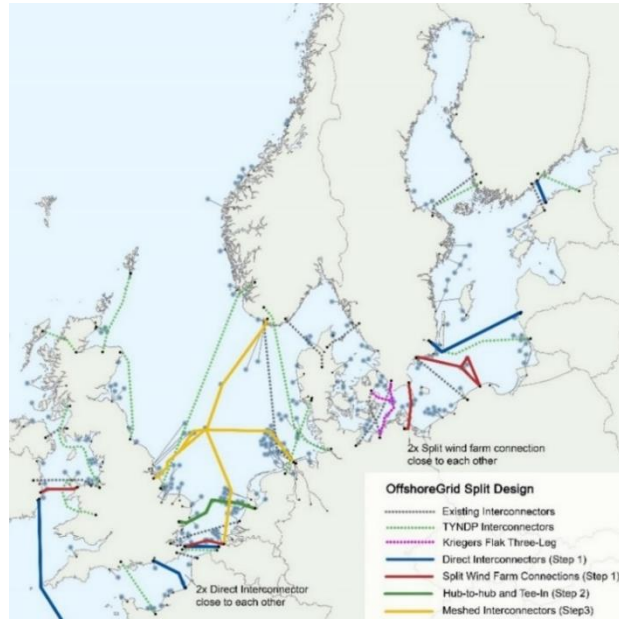 2x Split wind farm connection
close to each other
OffshoreGrid Split Design
Existing Interconnectors
TYNDP Interconnectors
Kriegers Flak Three-Leg
Direct Interconnectors (Step 1)
Split Wind Farm Connections (Step 1)
Hub-to-hub and Tee-In (Step 2)
Meshed Interconnectors (Step3)
2x Direct Interconnector
close to each other